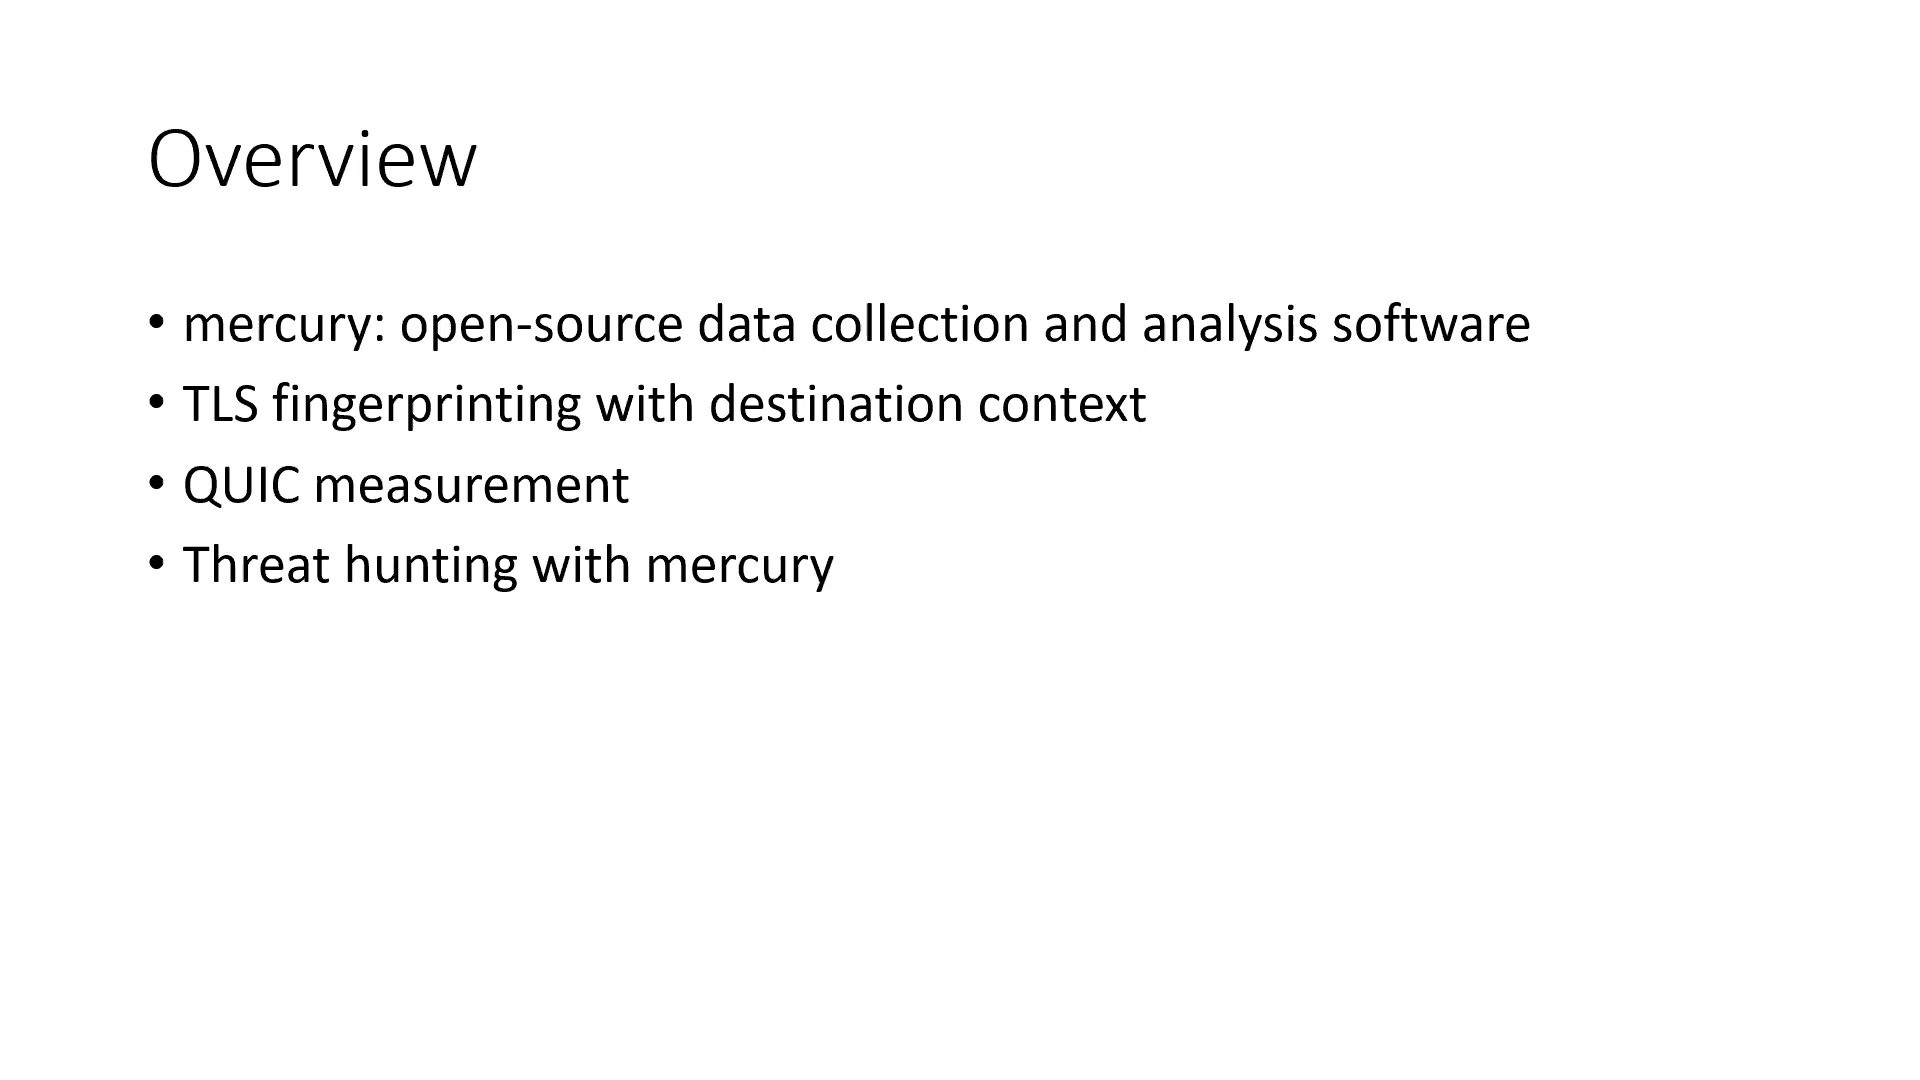 Overview
• mercury: open-source data collection and analysis software
• TLS fingerprinting with destination context
• QUIC measurement
• Threat hunting with mercury